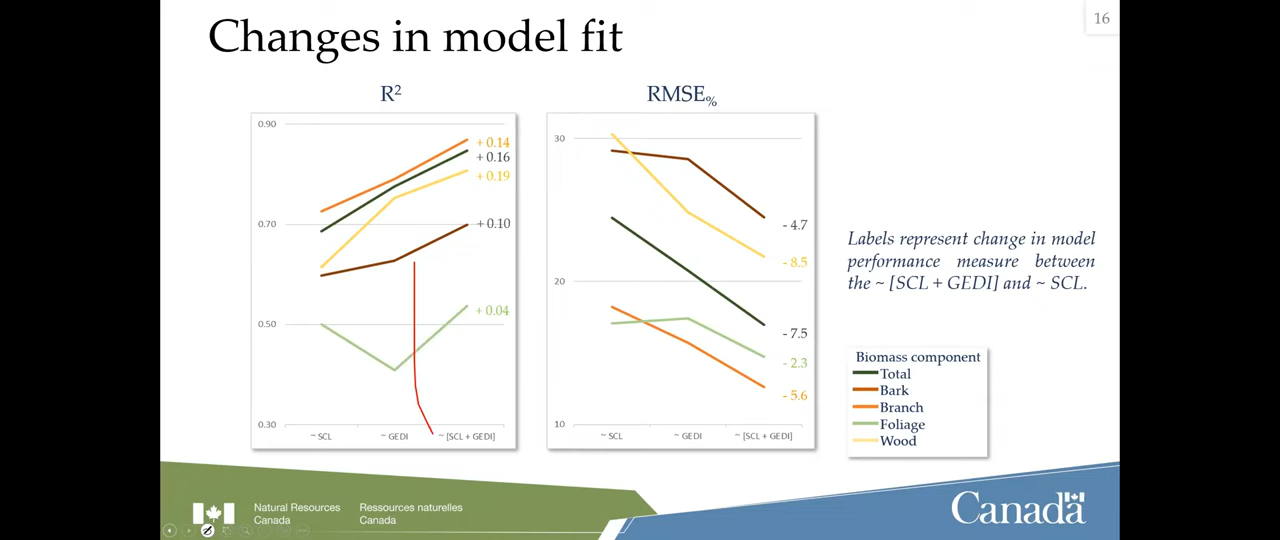 16
Changes in model fit
R²
0.90
0.70
0.50
0.30
+ 0.14
+ 0.16
+ 0.19
+ 0.10
+ 0.04
~ SCL
~ GEDI
~ [SCL + GEDI]
RMSE%
30
20
10
- 4.7
- 8.5
- 7.5
- 2.3
- 5.6
~ SCL
~ GEDI
~ [SCL + GEDI]
Labels represent change in model
performance measure between
the ~ [SCL + GEDI] and ~ SCL.
Biomass component
Total
Bark
Branch
Foliage
Wood
Natural Resources
Canada
Ressources naturelles
Canada
Canada